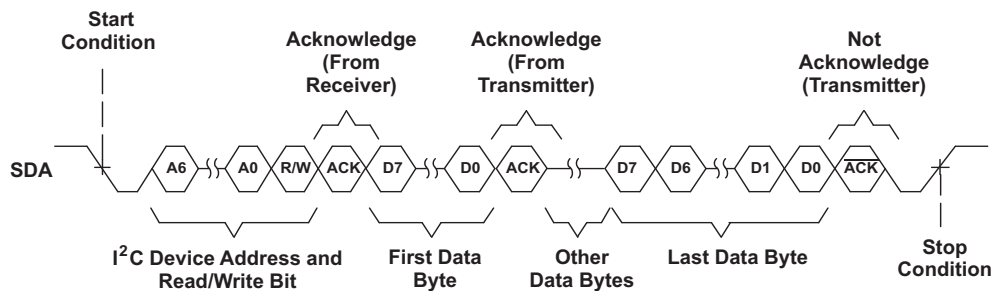 Start
Condition
Acknowledge
(From
Receiver)
Acknowledge
(From
Transmitter)
Not
Acknowledge
(Transmitter)
SDA
A6
A0
R/W
ACK
D7
D0
ACK
D7
D6
D1
D0
A̅C̅K̅
I²C Device Address and
Read/Write Bit
First Data
Byte
Other
Data Bytes
Last Data Byte
Stop
Condition